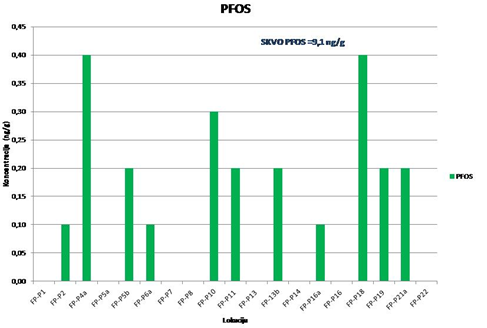 PFOS
SKVO PFOS =9,1 ng/g
0,45
0,40
0,35
0,30
0,25
0,20
0,15
0,10
0,05
0,00
Koncentracija (ng/g)
FP-P1 FP-P2 FP-P4a FP-P5a FP-P5b FP-P6a FP-P7 FP-P8 FP-P10 FP-P11 FP-P13 FP-P13b FP-P14 FP-P16a FP-P16 FP-P18 FP-P19 FP-P21a FP-P22
Lokacija
PFOS